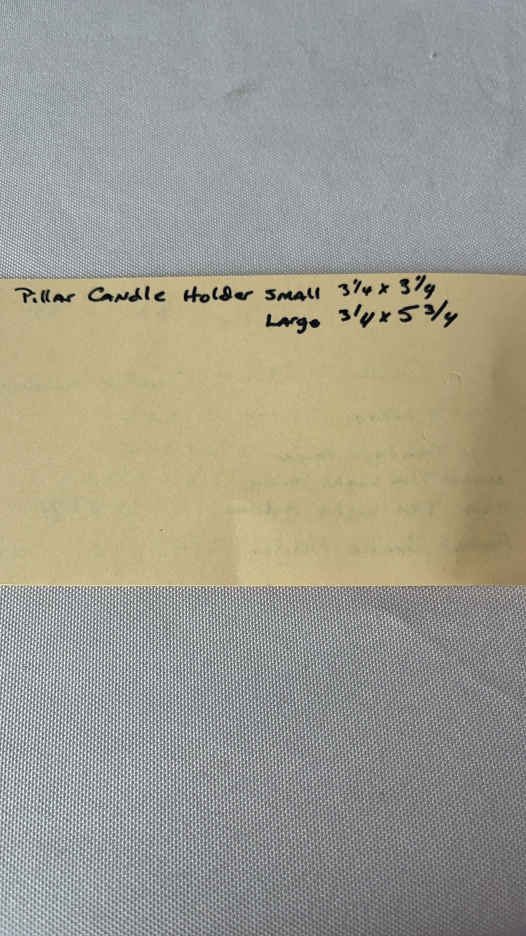 Pillar Candle Holder Small 3 1/4 x 3 1/4
Large 3 1/4 x 5 3/4